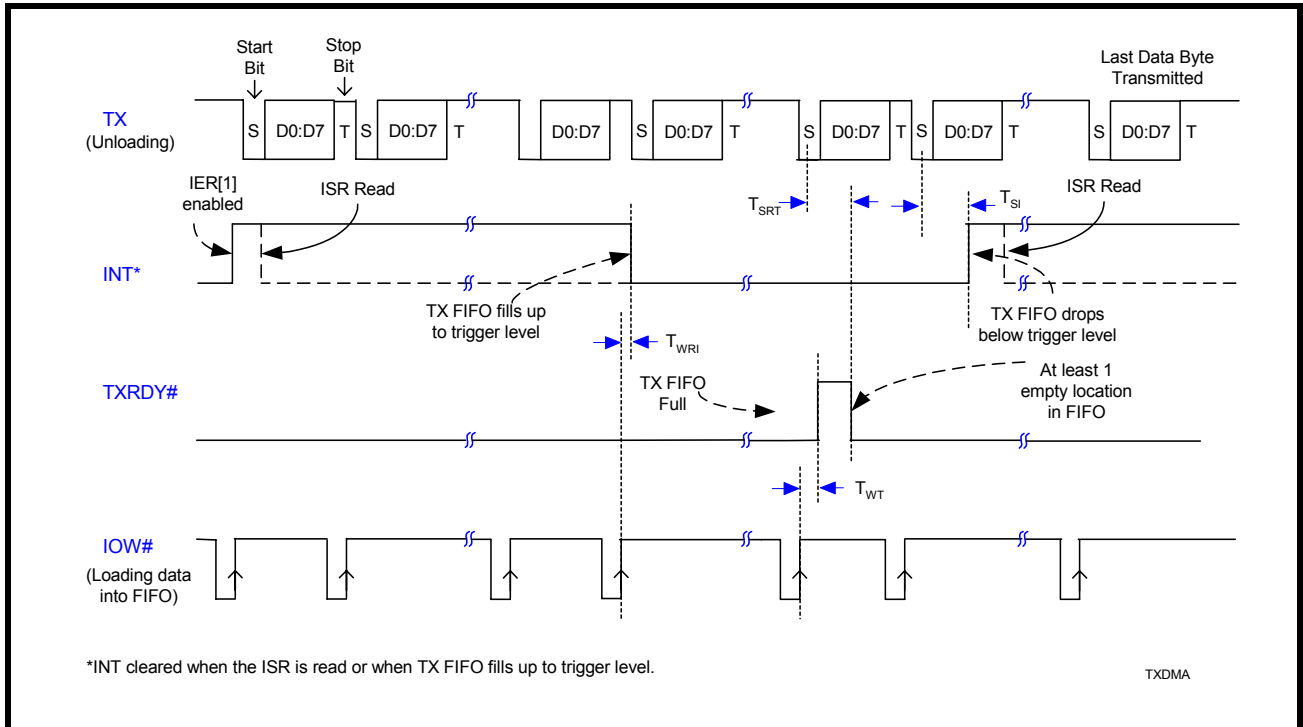 Start
Bit
Stop
Bit
Last Data Byte
Transmitted
TX
(Unloading)
S D0:D7 T S D0:D7 T D0:D7 S D0:D7 T S D0:D7 T S D0:D7 T S D0:D7 T
IER[1]
enabled
ISR Read
TSRT
TSI
ISR Read
INT*
TX FIFO fills up
to trigger level
TX FIFO drops
below trigger level
TWRI
TXRDY#
TX FIFO
Full
At least 1
empty location
in FIFO
TWT
IOW#
(Loading data
into FIFO)
*INT cleared when the ISR is read or when TX FIFO fills up to trigger level.
TXDMA